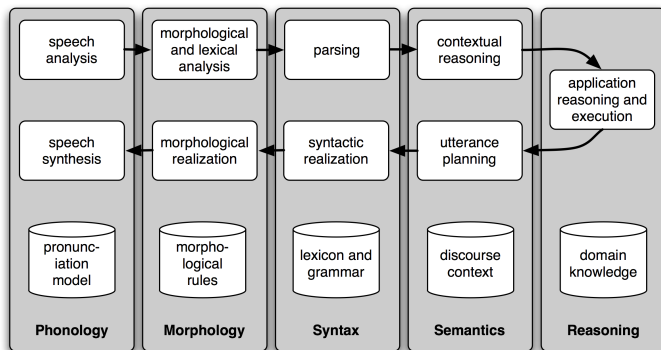 speech
analysis
morphological
and lexical
analysis
parsing
contextual
reasoning
application
reasoning and
execution
speech
synthesis
morphological
realization
syntactic
realization
utterance
planning
pronunc-
iation
model
morpho-
logical
rules
lexicon and
grammar
discourse
context
domain
knowledge
Phonology
Morphology
Syntax
Semantics
Reasoning